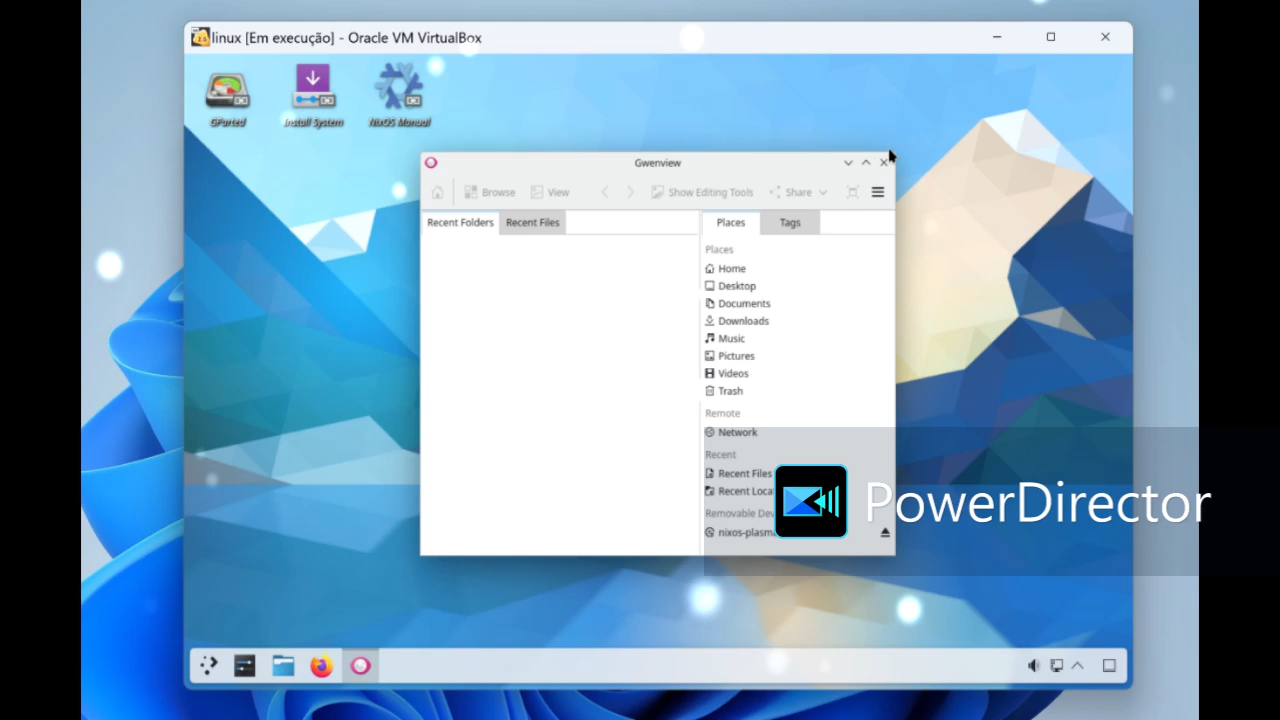 linux [Em execução] - Oracle VM VirtualBox
GParted
Install System
NixOS Manual
Gwenview
Browse
View
Show Editing Tools
Share
Recent Folders
Recent Files
Places
Tags
Places
Home
Desktop
Documents
Downloads
Music
Pictures
Videos
Trash
Remote
Network
Recent
Recent Files
Recent Loca
Removable Dev
nixos-plasma
PowerDirector